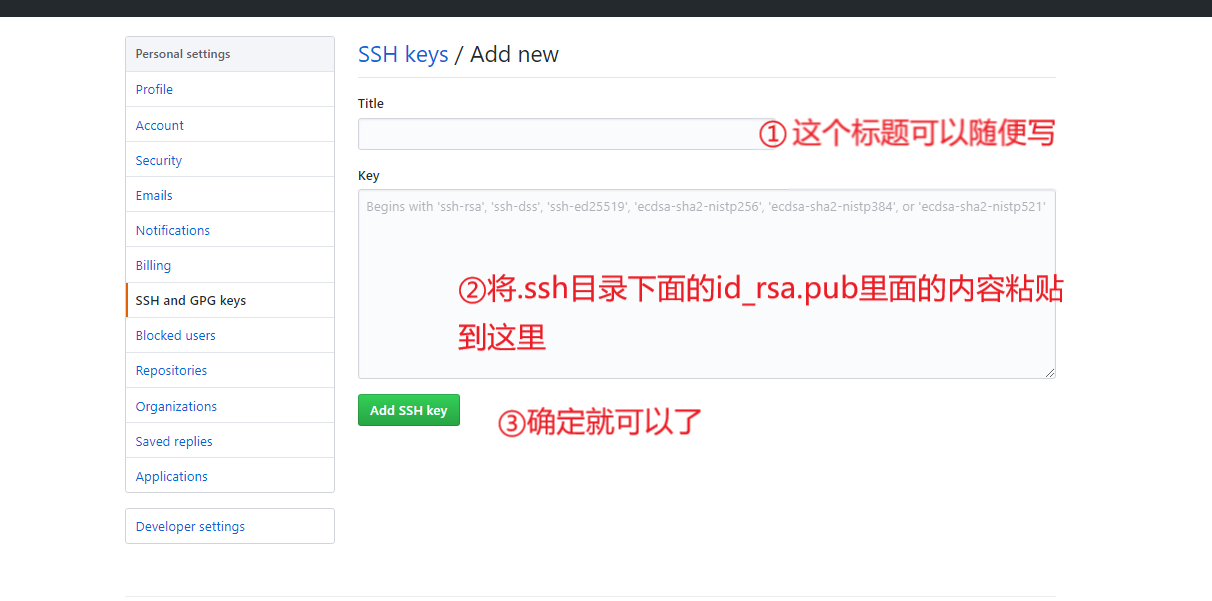 Personal settings
Profile
Account
Security
Emails
Notifications
Billing
SSH and GPG keys
Blocked users
Repositories
Organizations
Saved replies
Applications
Developer settings
SSH keys / Add new
Title
①这个标题可以随便写
Key
Begins with 'ssh-rsa', 'ssh-dss', 'ssh-ed25519', 'ecdsa-sha2-nistp256', 'ecdsa-sha2-nistp384', or 'ecdsa-sha2-nistp521'
②将.ssh目录下面的id_rsa.pub里面的内容粘贴
到这里
Add SSH key
③确定就可以了